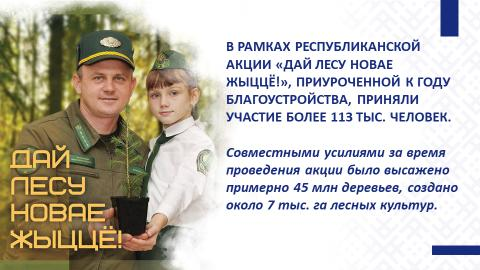 В РАМКАХ РЕСПУБЛИКАНСКОЙ
АКЦИИ «ДАЙ ЛЕСУ НОВАЕ
ЖЫЦЦЁ!», ПРИУРОЧЕННОЙ К ГОДУ
БЛАГОУСТРОЙСТВА, ПРИНЯЛИ
УЧАСТИЕ БОЛЕЕ 113 ТЫС. ЧЕЛОВЕК.
Совместными усилиями за время
проведения акции было высажено
примерно 45 млн деревьев, создано
около 7 тыс. га лесных культур.
ДАЙ
ЛЕСУ
НОВАЕ
ЖЫЦЦЁ!